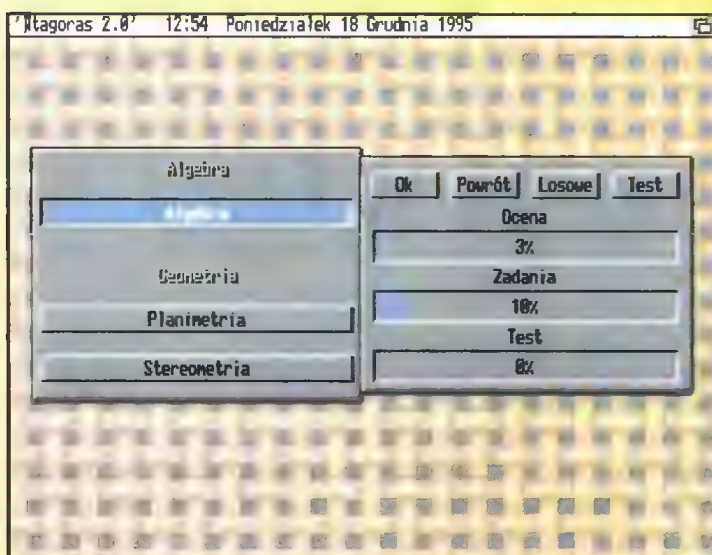 2.0' 12:54 Poniedziałek 18 Grudnia 1995
Algebra
Algebra
Geometria
Planimetria
Stereometria
Ok Powrót Losowe Test
Ocena
3%
Zadania
10%
Test
0%